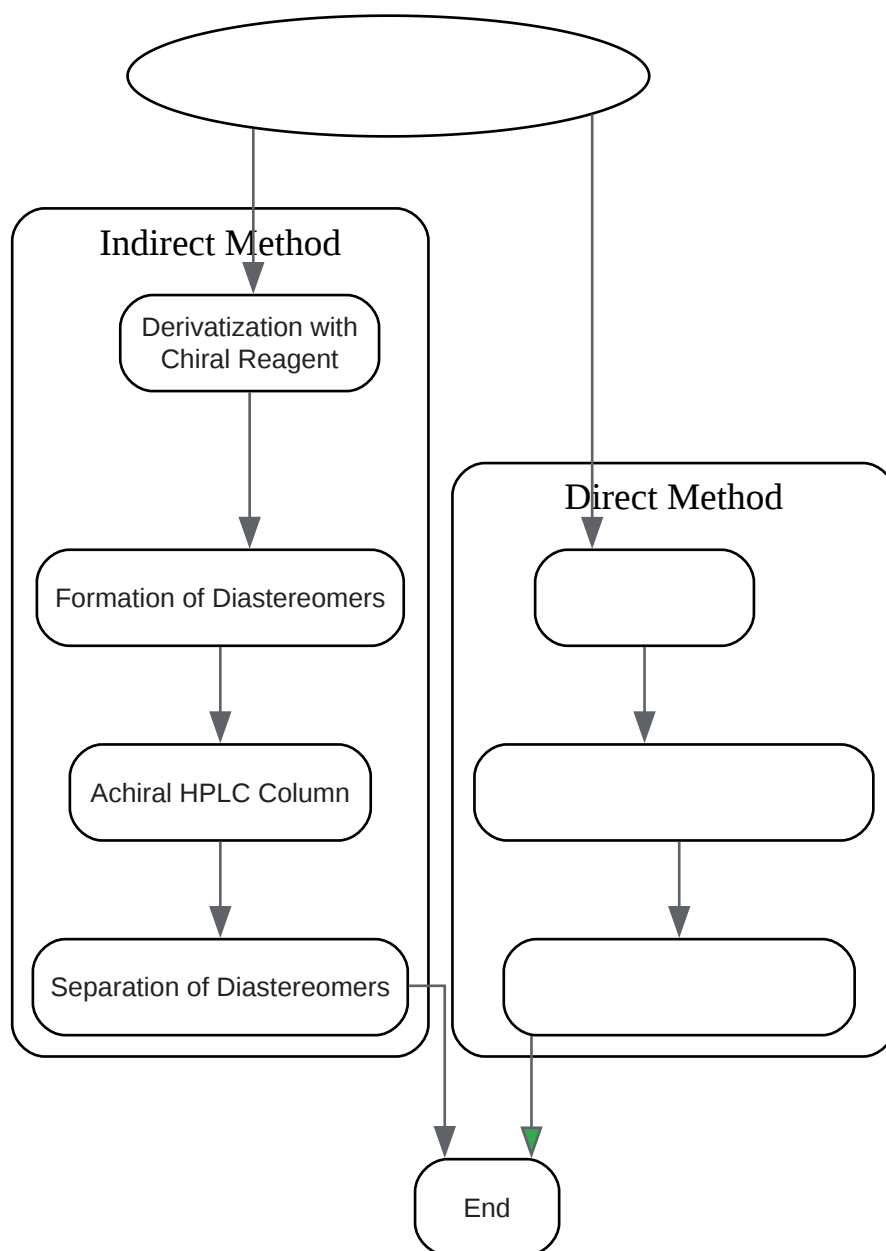 Indirect Method
Derivatization with
Chiral Reagent
Formation of Diastereomers
Achiral HPLC Column
Separation of Diastereomers
Direct Method
End